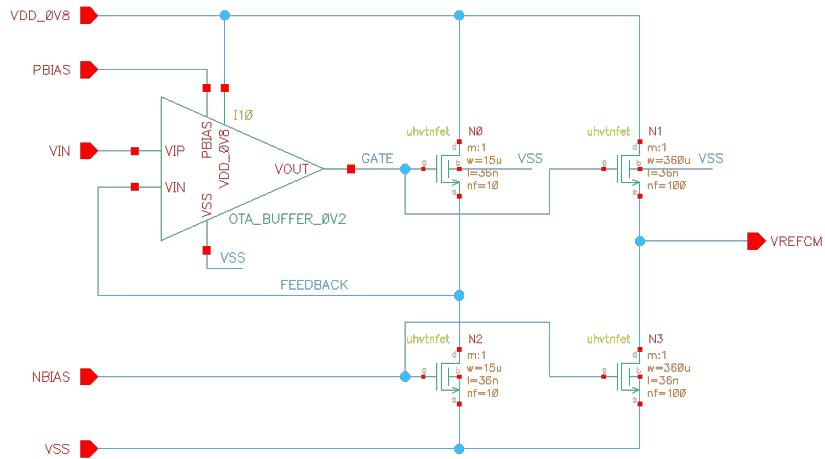 VDD_0V8
PBIAS
I10
PBIAS
VDD_0V8
uhvtnfet
N0
m:1
w=15u
l=36n
nf=10
g
d
b
s
VSS
uhvtnfet
N1
m:1
w=360u
l=36n
nf=100
g
d
b
s
VSS
VIN
VIP
VOUT
GATE
VIN
VSS
OTA_BUFFER_0V2
VREFCM
VSS
FEEDBACK
uhvtnfet
N2
m:1
w=15u
l=36n
nf=10
g
d
b
s
uhvtnfet
N3
m:1
w=360u
l=36n
nf=100
g
d
b
s
NBIAS
VSS